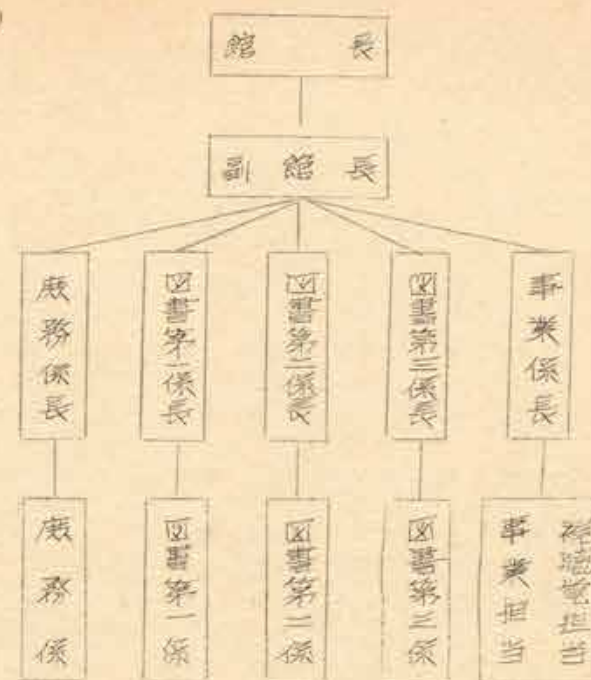 館長
副館長
庶務係長
図書第一係長
図書第二係長
図書第三係長
事業係長
庶務係
図書第一係
図書第二係
図書第三係
事業担当
担当